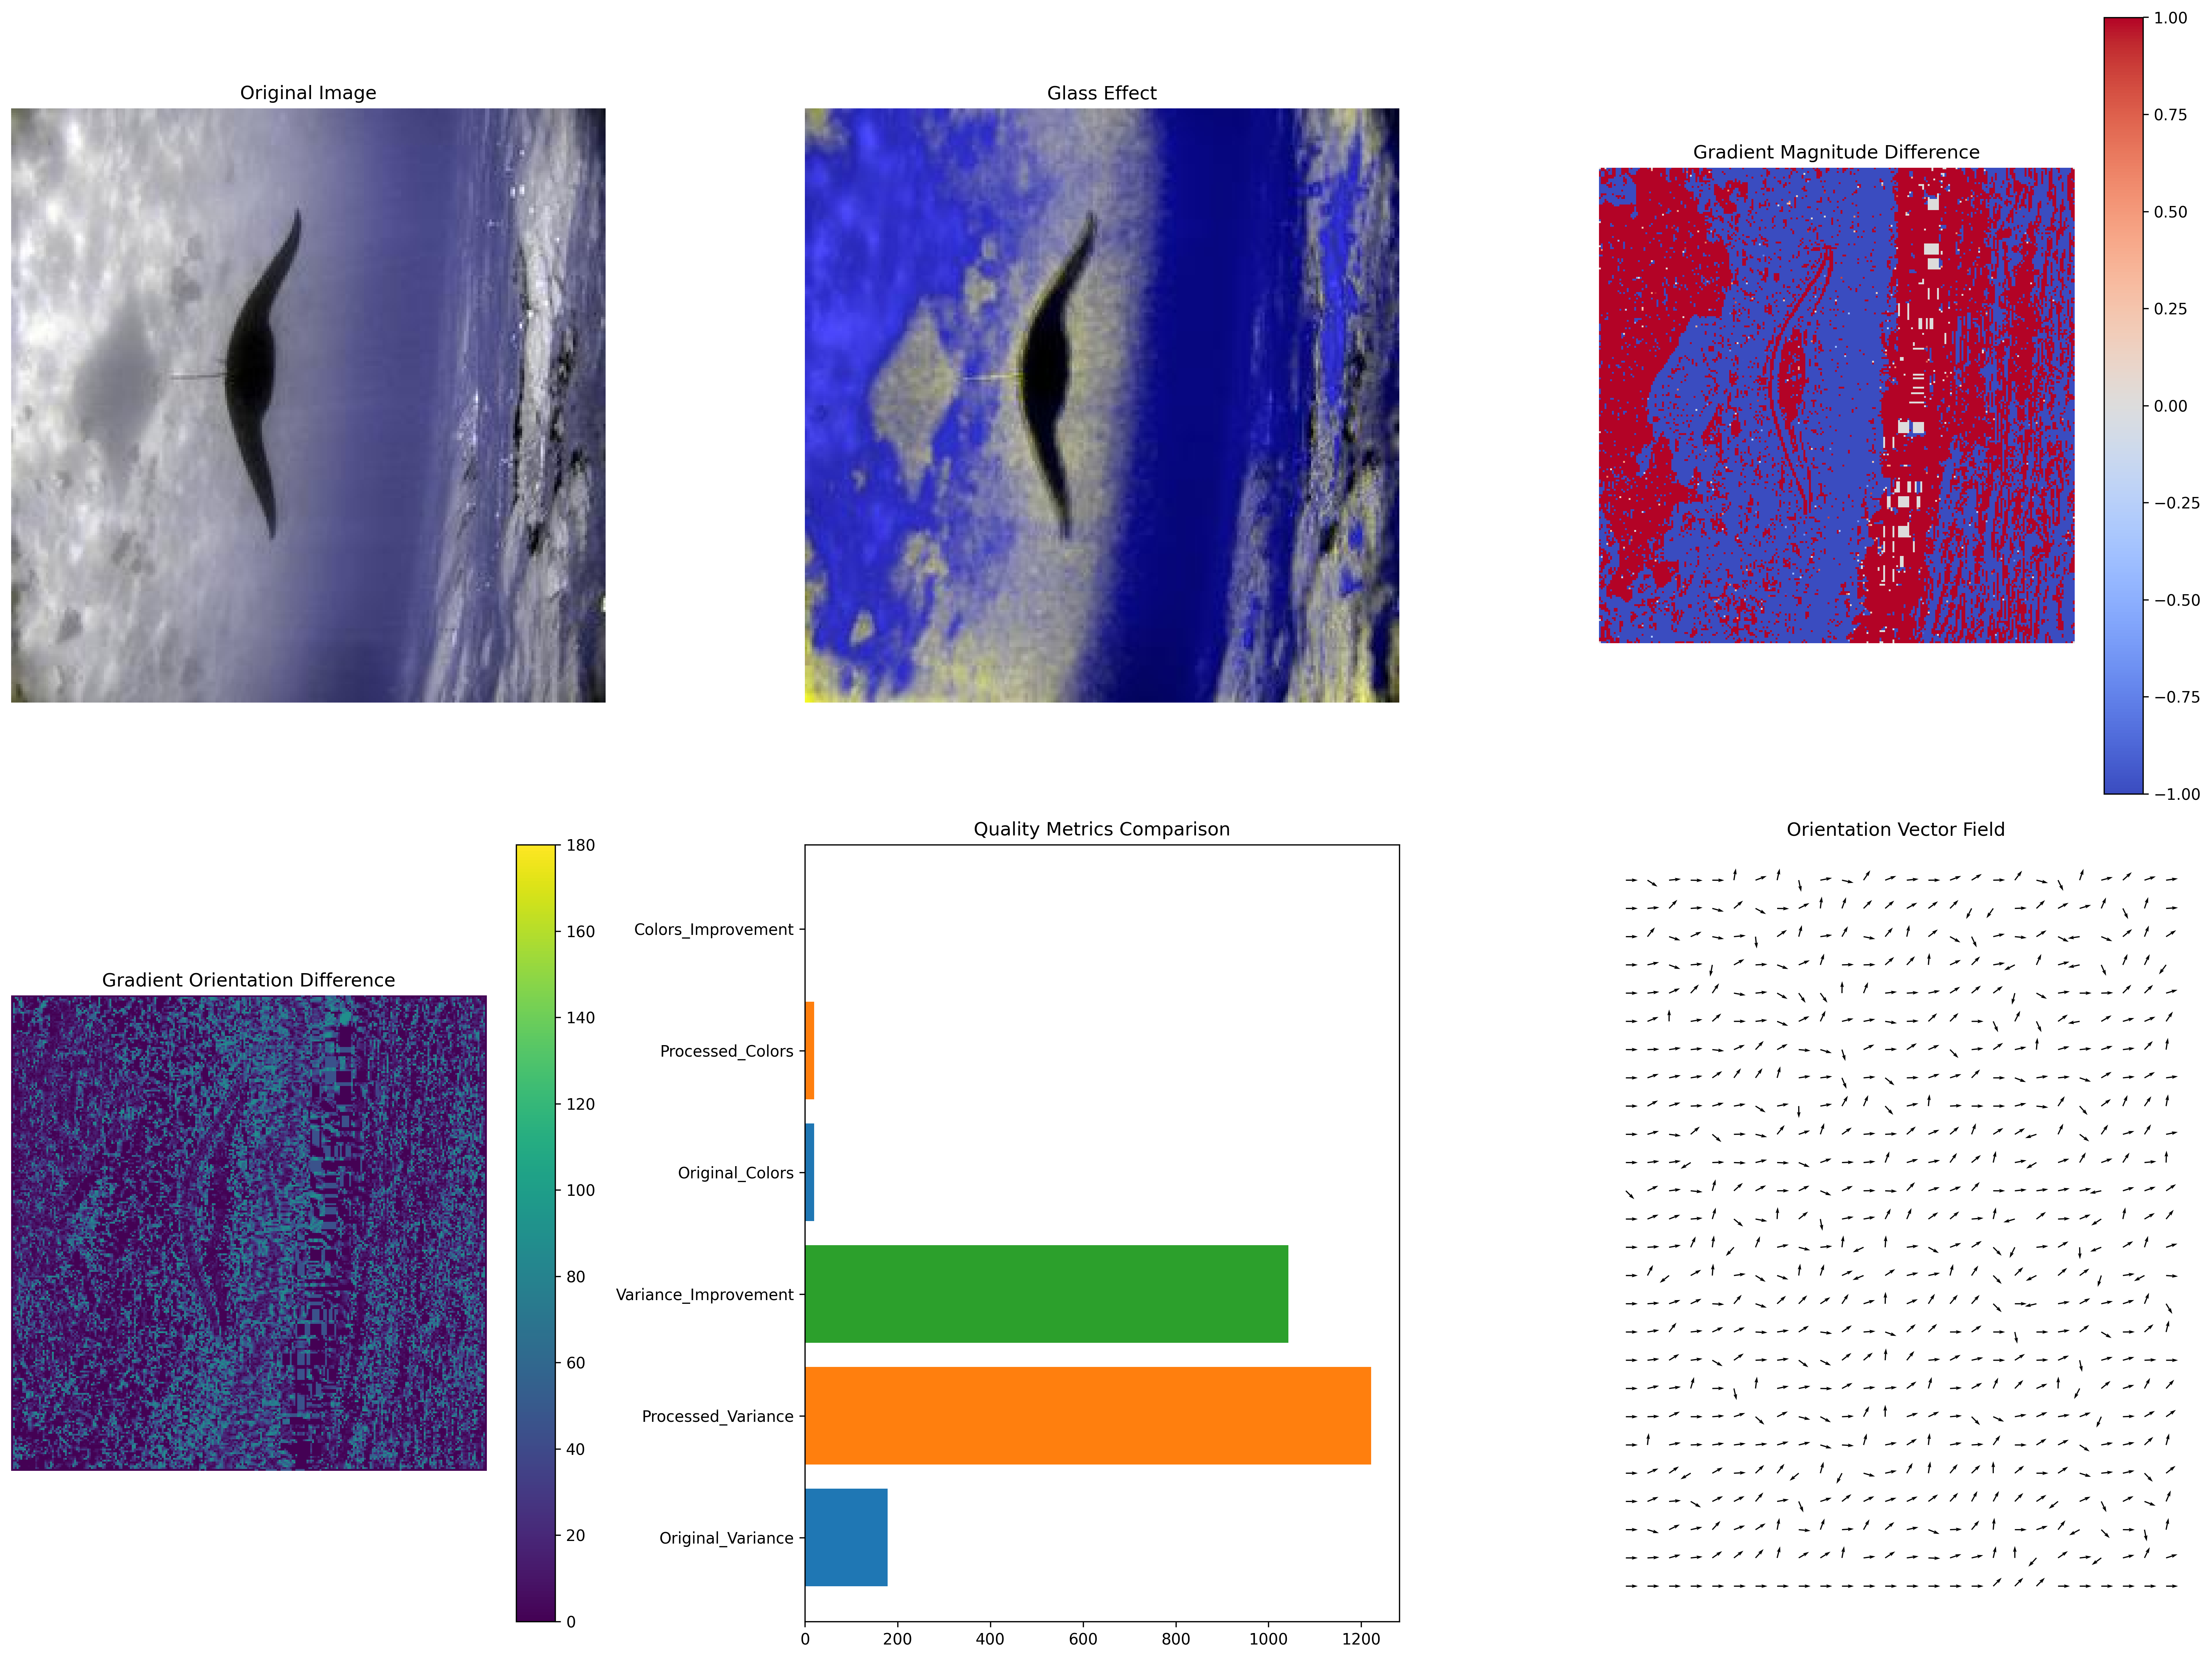 Original Image
Glass Effect
Gradient Magnitude Difference
1.00
0.75
0.50
0.25
0.00
−0.25
−0.50
−0.75
−1.00
Gradient Orientation Difference
180
160
140
120
100
80
60
40
20
0
Quality Metrics Comparison
Colors_Improvement
Processed_Colors
Original_Colors
Variance_Improvement
Processed_Variance
Original_Variance
0 200 400 600 800 1000 1200
Orientation Vector Field